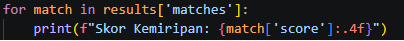 for match in results['matches']:
    print(f"Skor Kemiripan: {match['score']:.4f}")